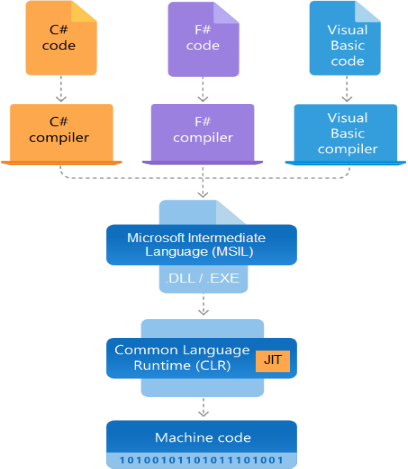 C#
code
F#
code
Visual
Basic
code
C#
compiler
F#
compiler
Visual
Basic
compiler
Microsoft Intermediate
Language (MSIL)
.DLL / .EXE
Common Language
Runtime (CLR)
JIT
Machine code
101001011010111101001